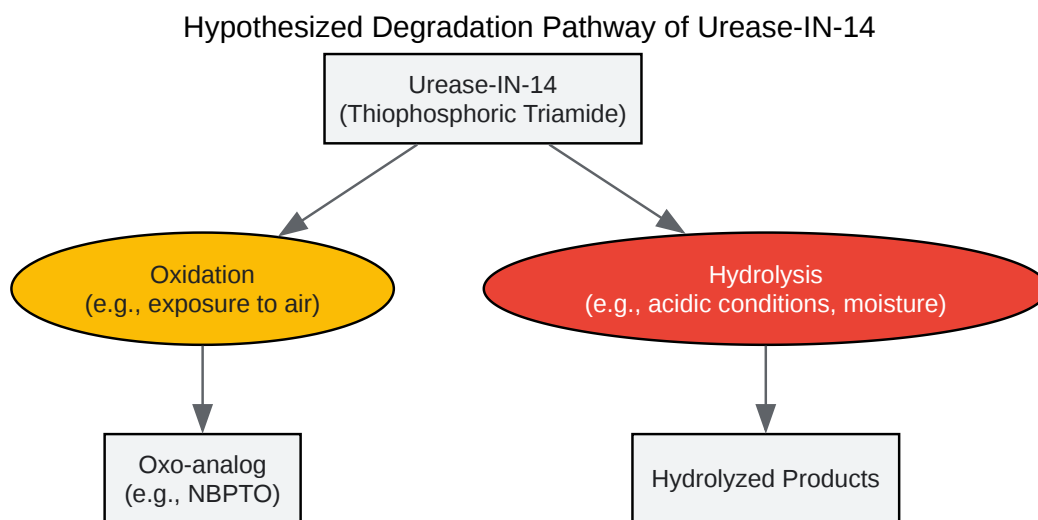 Hypothesized Degradation Pathway of Urease-IN-14
Urease-IN-14
(Thiophosphoric Triamide)
Oxidation
(e.g., exposure to air)
Hydrolysis
(e.g., acidic conditions, moisture)
Oxo-analog
(e.g., NBPTO)
Hydrolyzed Products